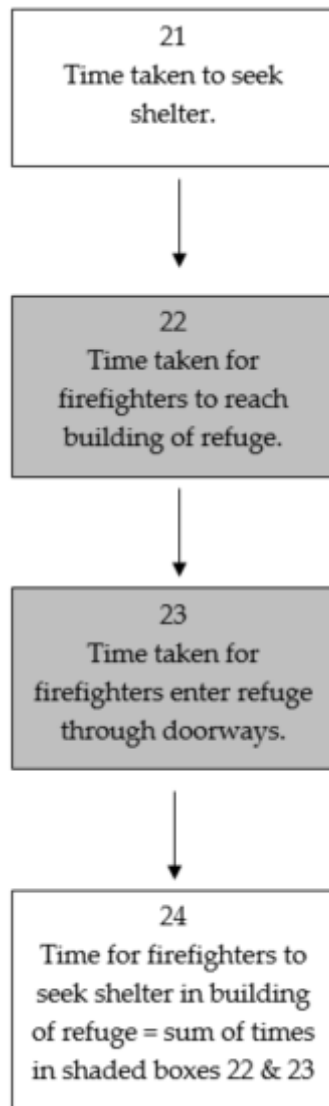 21
Time taken to seek
shelter.
22
Time taken for
firefighters to reach
building of refuge.
23
Time taken for
firefighters enter refuge
through doorways.
24
Time for firefighters to
seek shelter in building
of refuge = sum of times
in shaded boxes 22 & 23